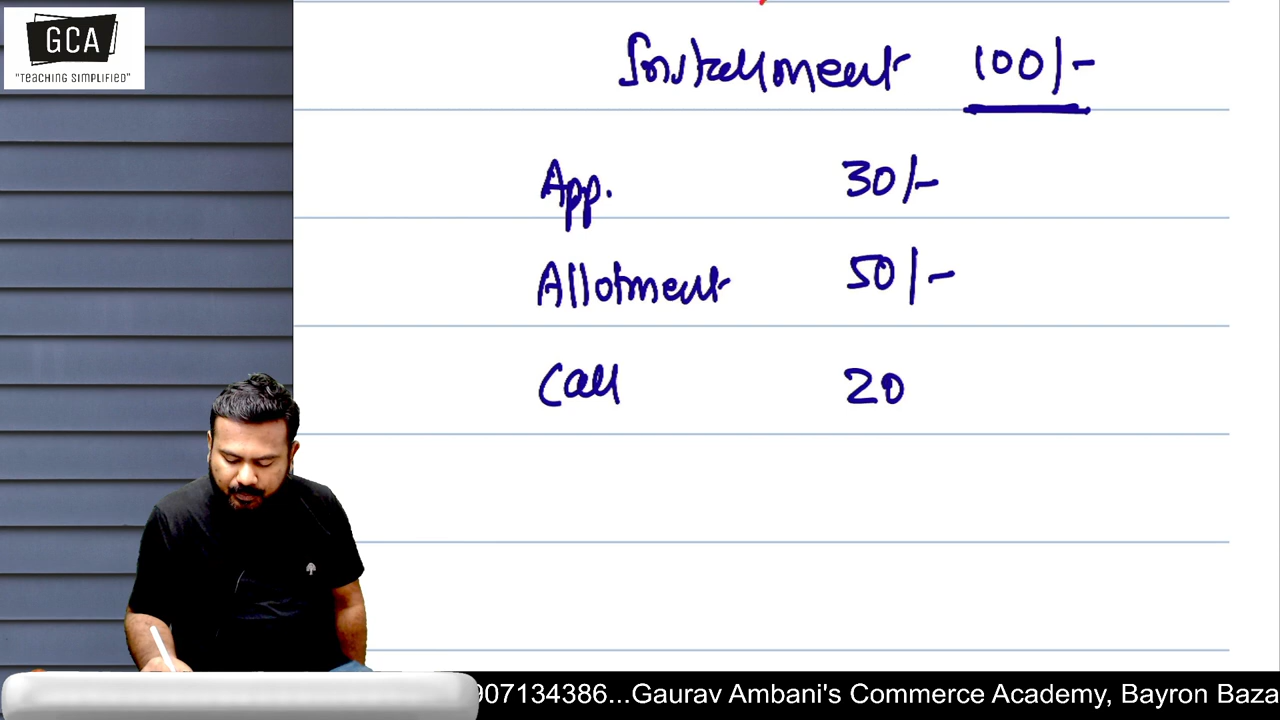 GCA
"TEACHING SIMPLIFIED"
Installment 100/-
App. 30/-
Allotment 50/-
Call 20
907134386...Gaurav Ambani's Commerce Academy, Bayron Baza